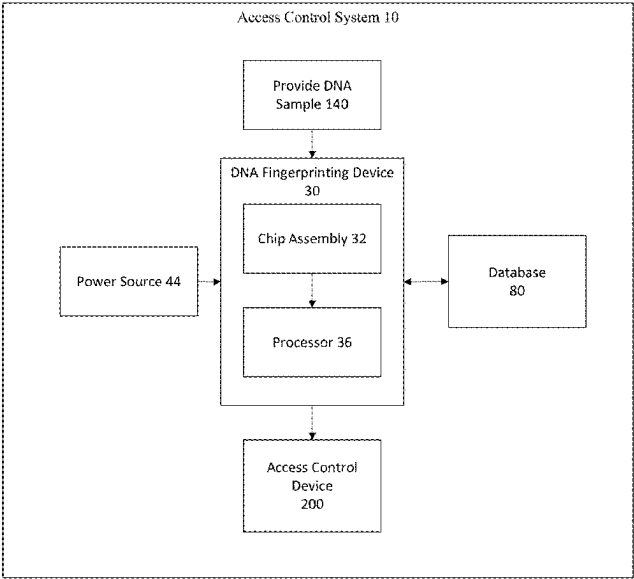 Access Control System 10
Provide DNA
Sample 140
DNA Fingerprinting Device
30
Chip Assembly 32
Power Source 44
Database
80
Processor 36
Access Control
Device
200